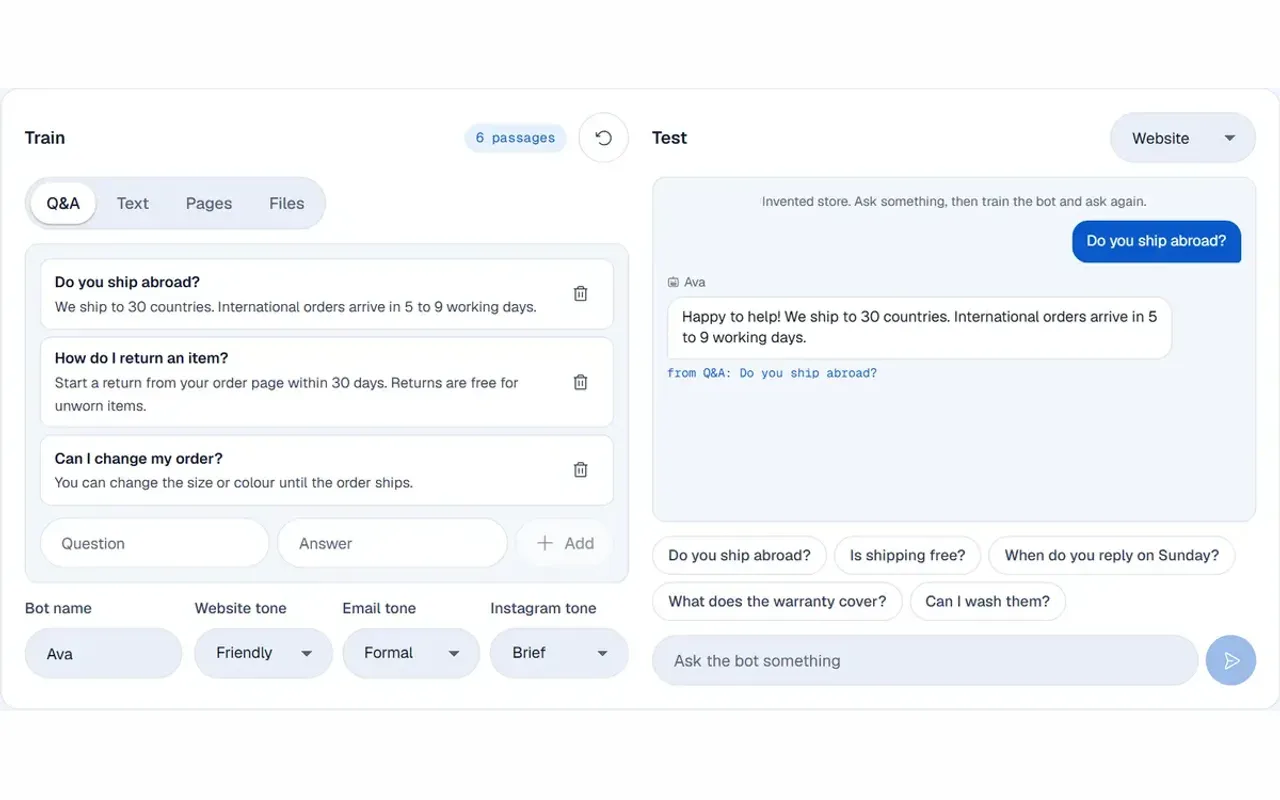 Train
6 passages
Q&A
Text
Pages
Files
Do you ship abroad?
We ship to 30 countries. International orders arrive in 5 to 9 working days.
How do I return an item?
Start a return from your order page within 30 days. Returns are free for
unworn items.
Can I change my order?
You can change the size or colour until the order ships.
Question
Answer
Add
Bot name
Website tone
Email tone
Instagram tone
Ava
Friendly
Formal
Brief
Test
Website
Invented store. Ask something, then train the bot and ask again.
Do you ship abroad?
Ava
Happy to help! We ship to 30 countries. International orders arrive in 5
to 9 working days.
from Q&A: Do you ship abroad?
Do you ship abroad?
Is shipping free?
When do you reply on Sunday?
What does the warranty cover?
Can I wash them?
Ask the bot something